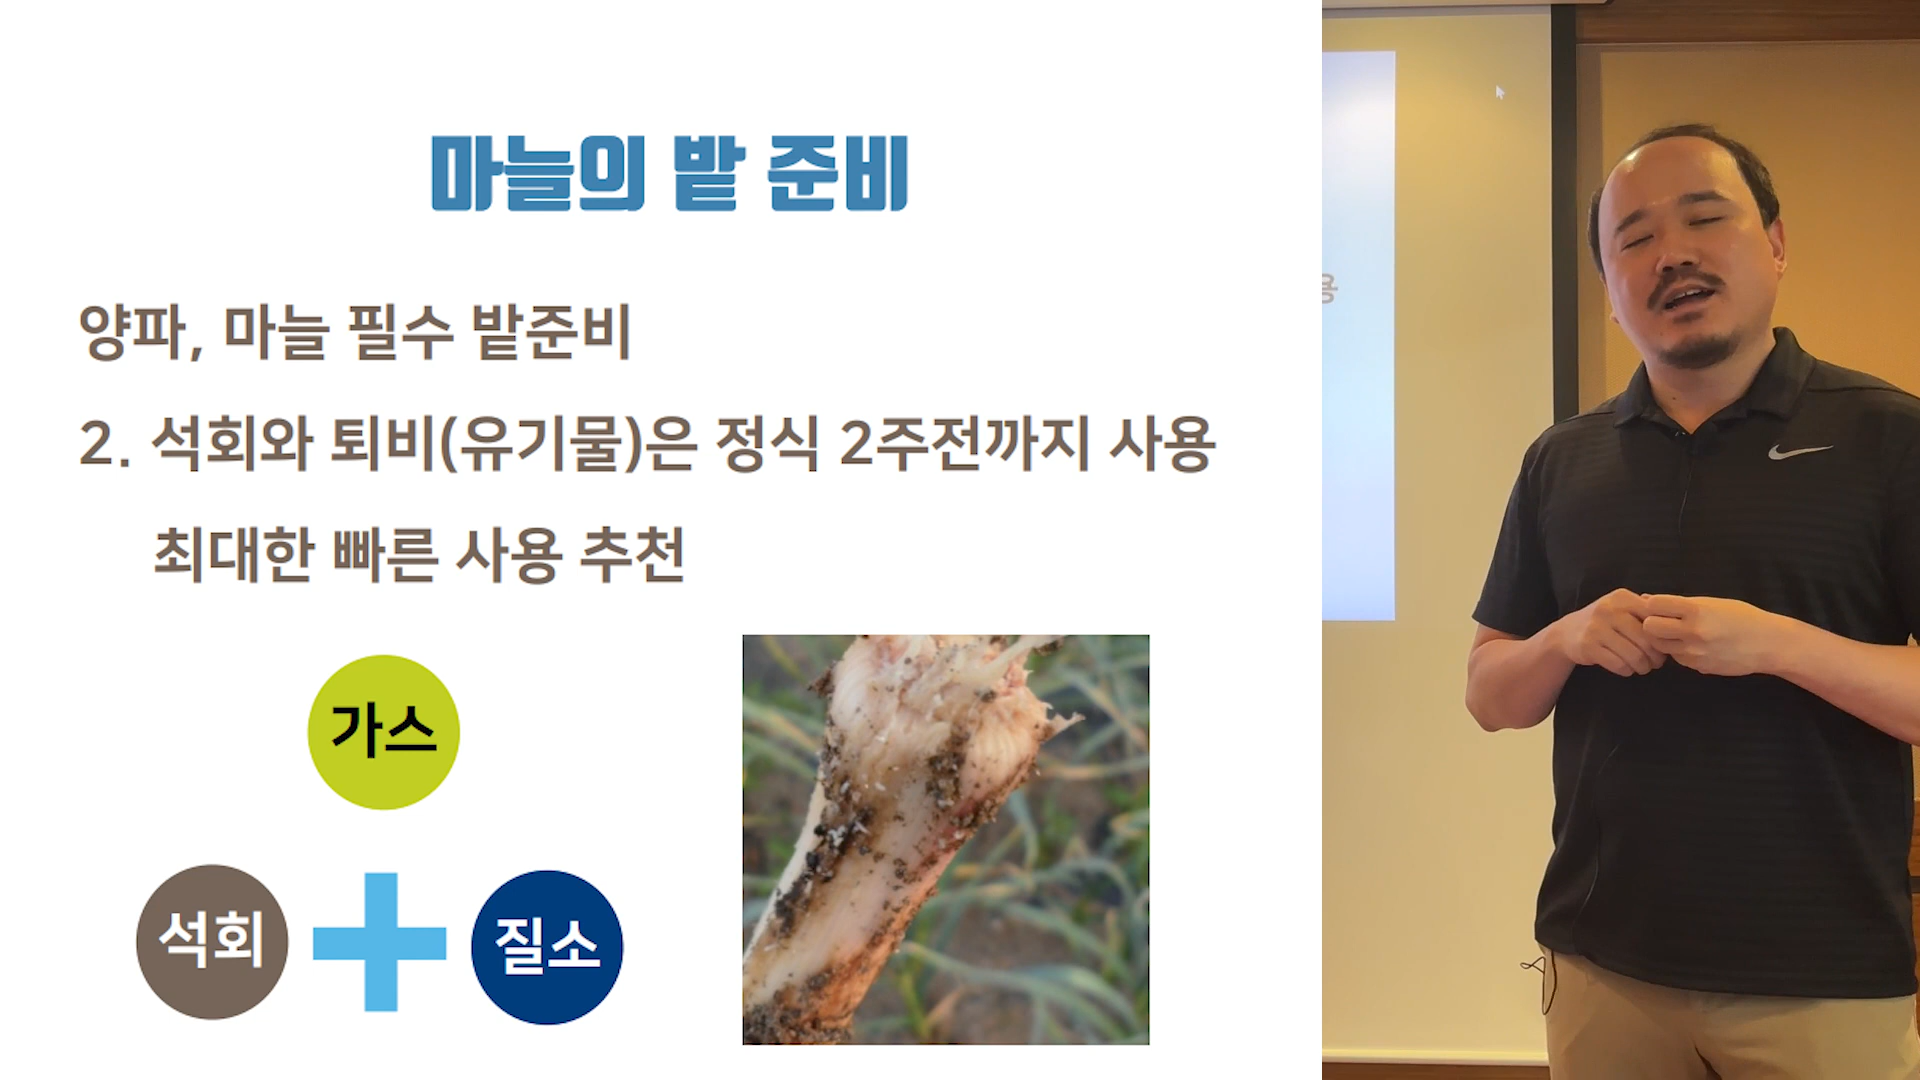 마늘의 밭 준비
양파, 마늘 필수 밭준비
2. 석회와 퇴비(유기물)은 정식 2주전까지 사용
최대한 빠른 사용 추천
가스
석회
질소
용